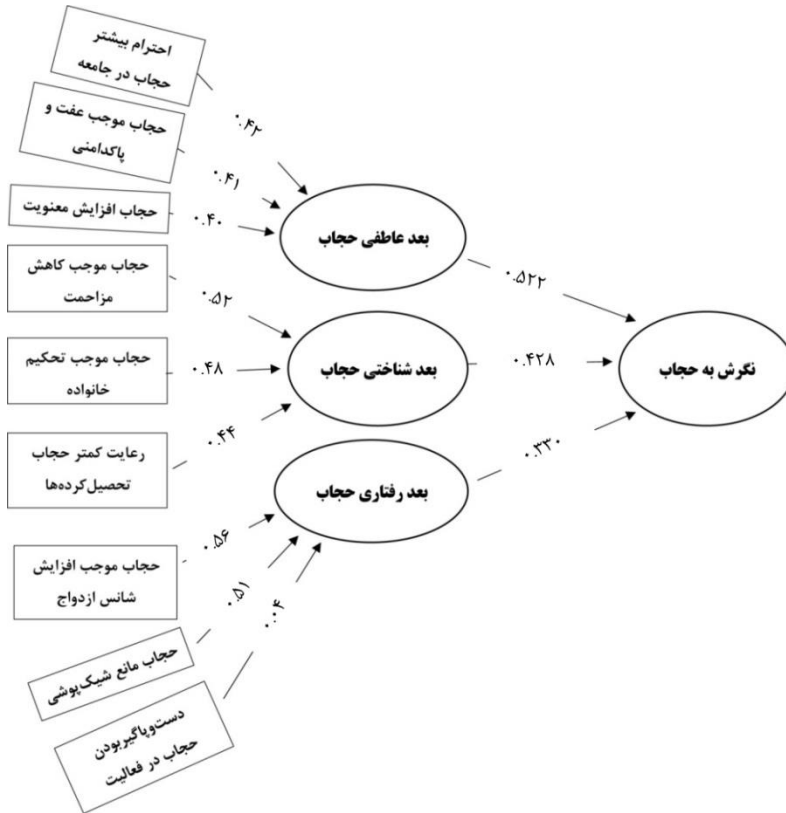 احترام بیشتر
حجاب در جامعه
۰.۴۲
حجاب موجب عفت و
پاکدامنی
۰.۴۱
حجاب افزایش معنویت
۰.۴۰
بعد عاطفی حجاب
۰.۵۲۲
حجاب موجب کاهش
مزاحمت
۰.۵۲
حجاب موجب تحکیم
خانواده
۰.۴۸
بعد شناختی حجاب
۰.۴۲۸
نگرش به حجاب
رعایت کمتر حجاب
تحصیل‌کرده‌ها
۰.۴۴
بعد رفتاری حجاب
۰.۳۳۰
حجاب موجب افزایش
شانس ازدواج
۰.۵۶
حجاب مانع شیک‌پوشی
۰.۵۱
دست‌وپاگیربودن
حجاب در فعالیت
۰.۰۴